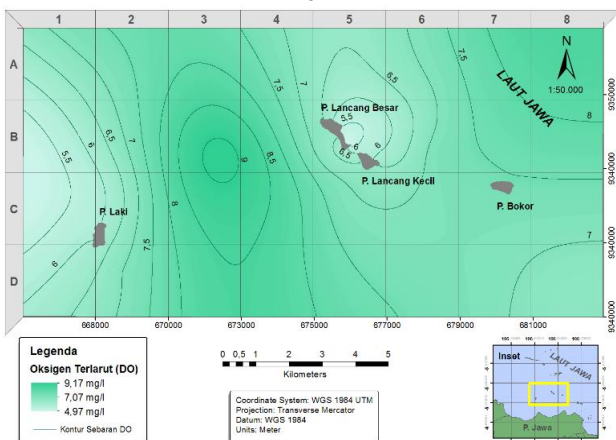 1 2 3 4 5 6 7 8
A
B
C
D
5,5
6
6,5
7
7,5
8
8,5
9
7,5
7
6,5
7
7,5
8
7
6
5,5
6
6
6,5
6
N
1:50.000
LAUT JAWA
P. Lancang Besar
P. Lancang Kecil
P. Bokor
P. Laki
9350000
9340000
9340000
9340000
668000 670000 673000 675000 677000 679000 681000
Legenda
Oksigen Terlarut (DO)
9,17 mg/l
7,07 mg/l
4,97 mg/l
Kontur Sebaran DO
0 0,5 1 2 3 4 5
Kilometers
Coordinate System: WGS 1984 UTM
Projection: Transverse Mercator
Datum: WGS 1984
Units: Meter
Inset
LAUT JAWA
P. Jawa